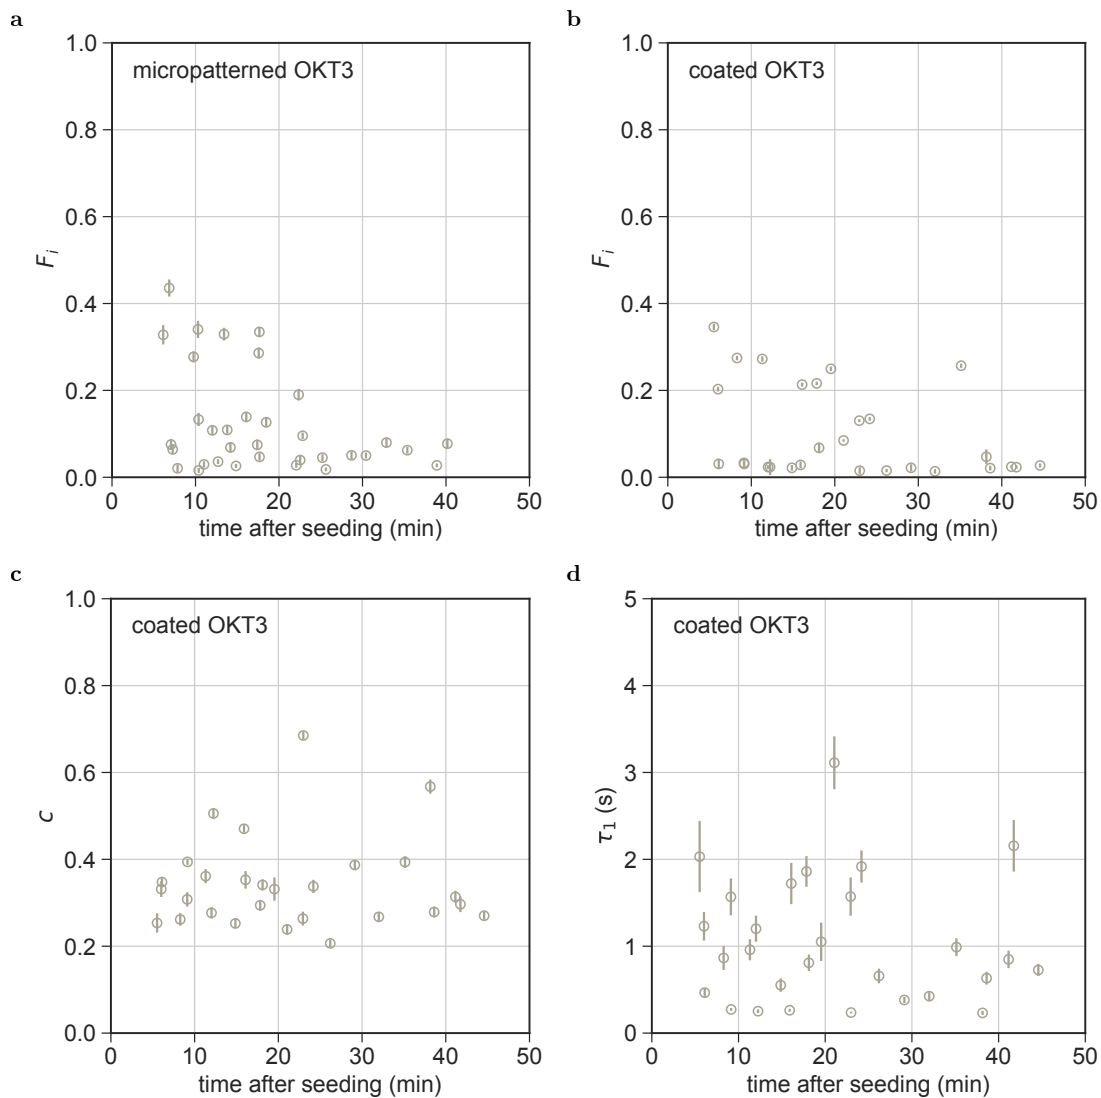 a
1.0
micropatterned OKT3
0.8
0.6
F_i
0.4
0.2
0.0
0 10 20 30 40 50
time after seeding (min)
b
1.0
coated OKT3
0.8
0.6
F_i
0.4
0.2
0.0
0 10 20 30 40 50
time after seeding (min)
c
1.0
coated OKT3
0.8
0.6
c
0.4
0.2
0.0
0 10 20 30 40 50
time after seeding (min)
d
5
coated OKT3
4
3
τ₁ (s)
2
1
0
0 10 20 30 40 50
time after seeding (min)